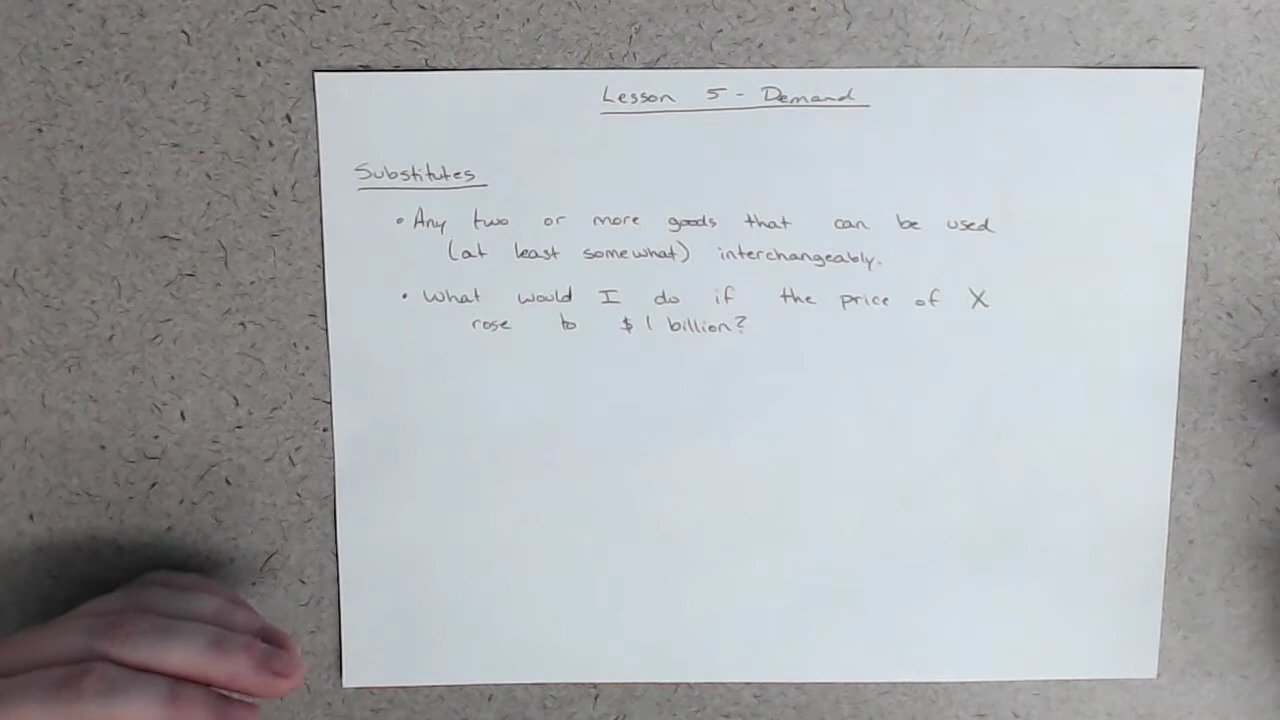 Lesson 5 - Demand
Substitutes
• Any two or more goods that can be used
(at least somewhat) interchangeably.
• What would I do if the price of X
rose to $1 billion?